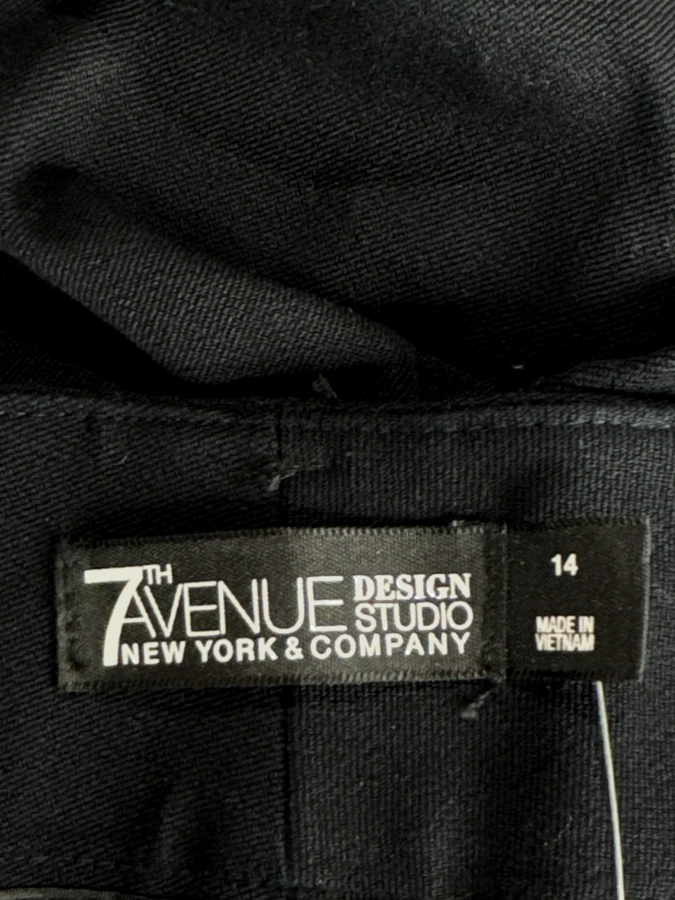 7TH AVENUE DESIGN STUDIO
NEW YORK & COMPANY
14
MADE IN
VIETNAM